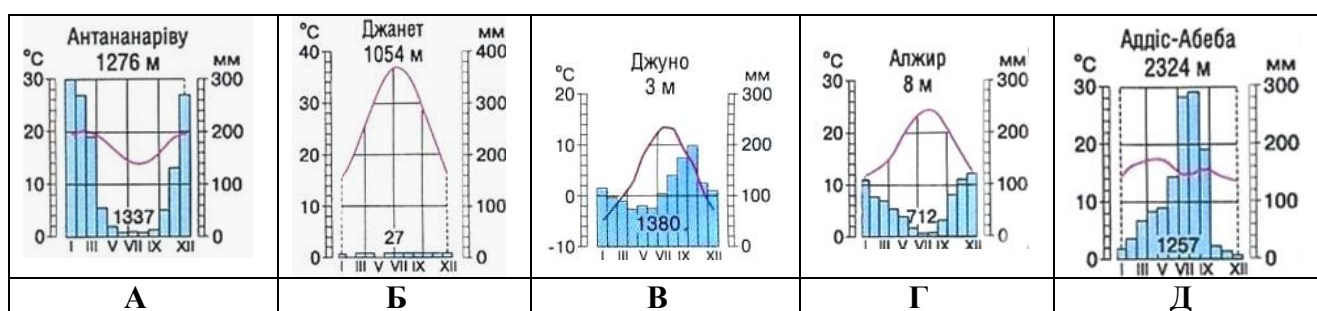 Антананаріву
1276 м
°C
мм
30
20
10
0
300
200
100
0
1337
I III V VII IX XII
Джанет
1054 м
°C
мм
40
30
20
10
0
400
300
200
100
0
27
I III V VII IX XII
Джуно
3 м
°C
мм
20
10
0
-10
300
200
100
0
1380
I III V VII IX XII
Алжир
8 м
°C
мм
30
20
10
0
300
200
100
0
712
I III V VII IX XII
Аддіс-Абеба
2324 м
°C
мм
30
20
10
0
300
200
100
0
1257
I III V VII IX XII
А Б В Г Д